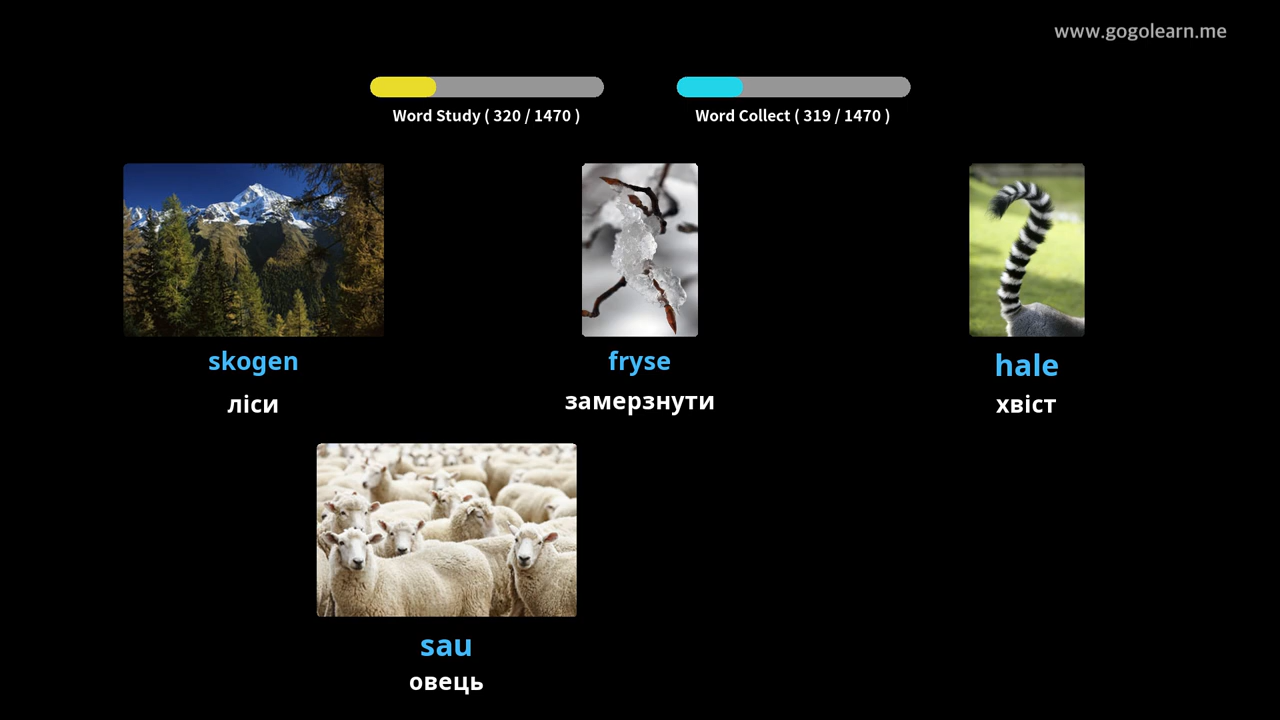 www.gogolearn.me
Word Study ( 320 / 1470 )
Word Collect ( 319 / 1470 )
skogen
ліси
fryse
замерзнути
hale
хвіст
sau
овець